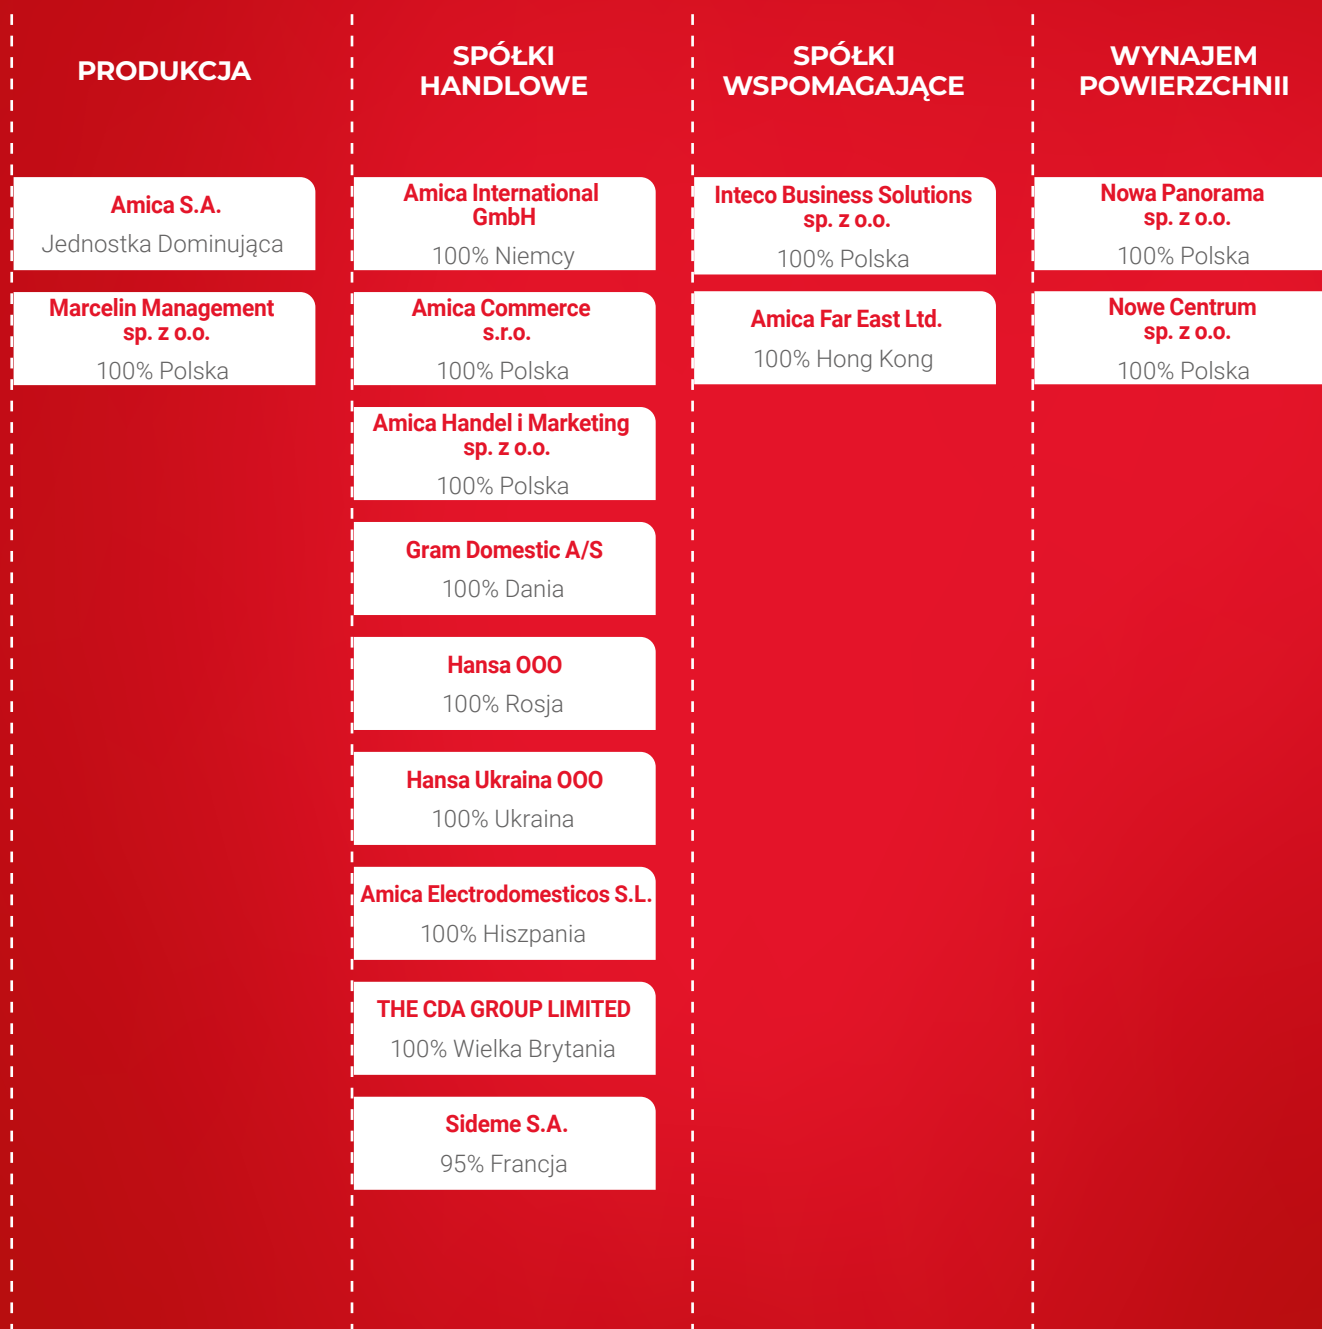 PRODUKCJA
Amica S.A.
Jednostka Dominująca
Marcelin Management
sp. z o.o.
100% Polska
SPÓŁKI
HANDLOWE
Amica International
GmbH
100% Niemcy
Amica Commerce
s.r.o.
100% Polska
Amica Handel i Marketing
sp. z o.o.
100% Polska
Gram Domestic A/S
100% Dania
Hansa OOO
100% Rosja
Hansa Ukraina OOO
100% Ukraina
Amica Electrodomesticos S.L.
100% Hiszpania
THE CDA GROUP LIMITED
100% Wielka Brytania
Sideme S.A.
95% Francja
SPÓŁKI
WSPOMAGAJĄCE
Inteco Business Solutions
sp. z o.o.
100% Polska
Amica Far East Ltd.
100% Hong Kong
WYNAJEM
POWIERZCHNII
Nowa Panorama
sp. z o.o.
100% Polska
Nowe Centrum
sp. z o.o.
100% Polska